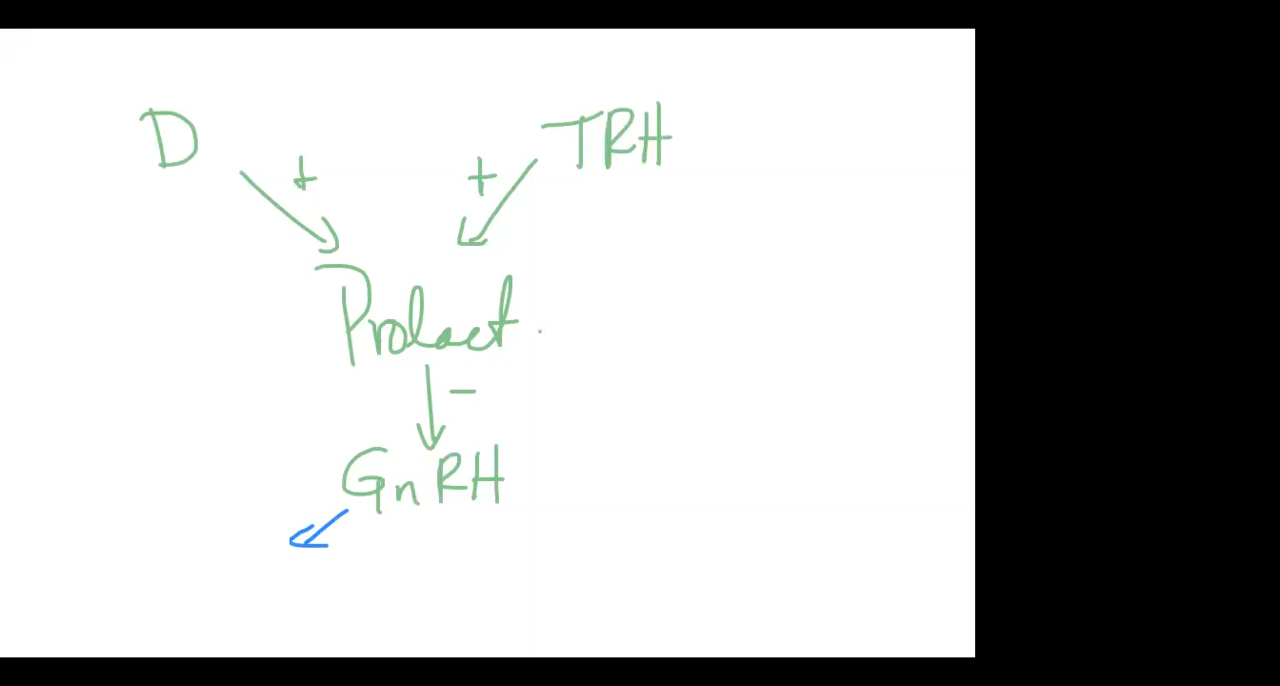 D TRH
+ +
Prolact
-
GnRH